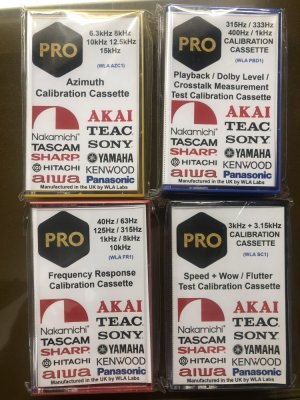 PRO
6.3kHz 8kHz
10kHz 12.5kHz
15kHz
(WLA AZC1)
Azimuth
Calibration Cassette
Nakamichi
AKAI
TEAC
TASCAM
SONY
SHARP
YAMAHA
HITACHI
KENWOOD
aiwa
Panasonic
Manufactured in the UK by WLA Labs
PRO
315Hz / 333Hz
400Hz / 1kHz
CALIBRATION
CASSETTE
(WLA PBD1)
Playback / Dolby Level /
Crosstalk Measurement
Test Calibration Cassette
Nakamichi
AKAI
TEAC
TASCAM
SONY
SHARP
YAMAHA
HITACHI
KENWOOD
aiwa
Panasonic
Manufactured in the UK by WLA Labs
PRO
40Hz / 63Hz
125Hz / 315Hz
1kHz / 8kHz
10kHz
(WLA FR1)
Frequency Response
Calibration Cassette
Nakamichi
AKAI
TEAC
TASCAM
SONY
SHARP
YAMAHA
HITACHI
KENWOOD
aiwa
Panasonic
Manufactured in the UK by WLA Labs
PRO
3kHz + 3.15kHz
CALIBRATION
CASSETTE
(WLA SC1)
Speed + Wow / Flutter
Test Calibration Cassette
Nakamichi
AKAI
TEAC
TASCAM
SONY
SHARP
YAMAHA
HITACHI
KENWOOD
aiwa
Panasonic
Manufactured in the UK by WLA Labs